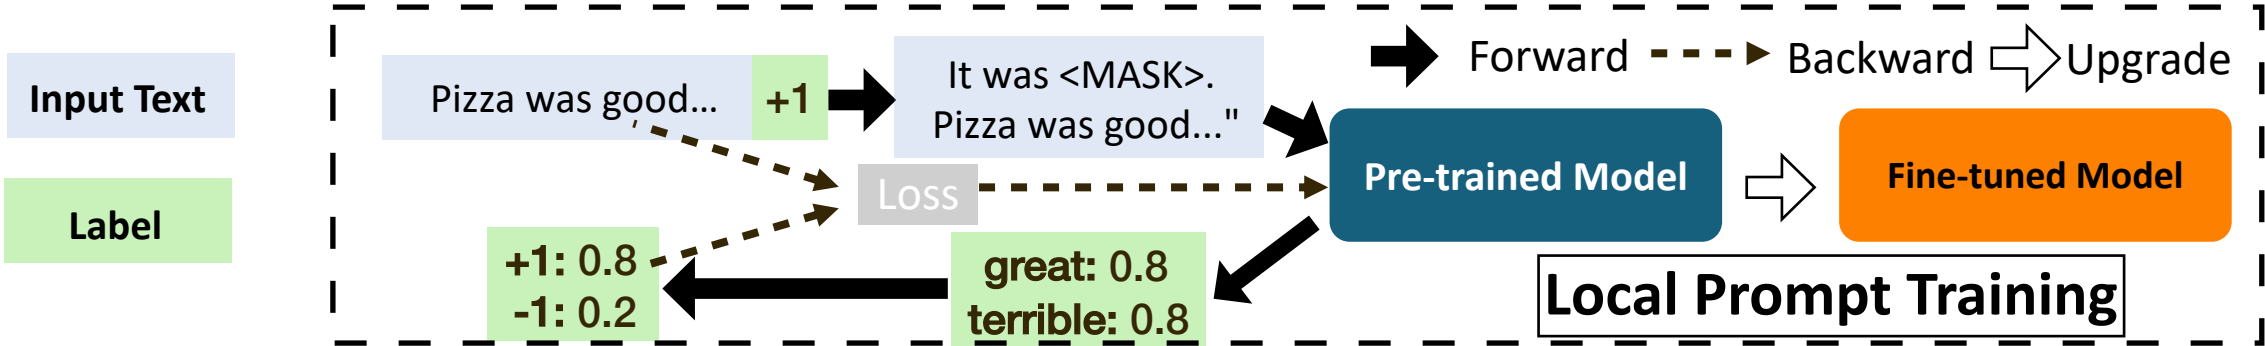 Input Text
Label
Pizza was good... +1
It was <MASK>.
Pizza was good..."
Forward
Backward
Upgrade
Loss
Pre-trained Model
Fine-tuned Model
+1: 0.8
-1: 0.2
great: 0.8
terrible: 0.8
Local Prompt Training